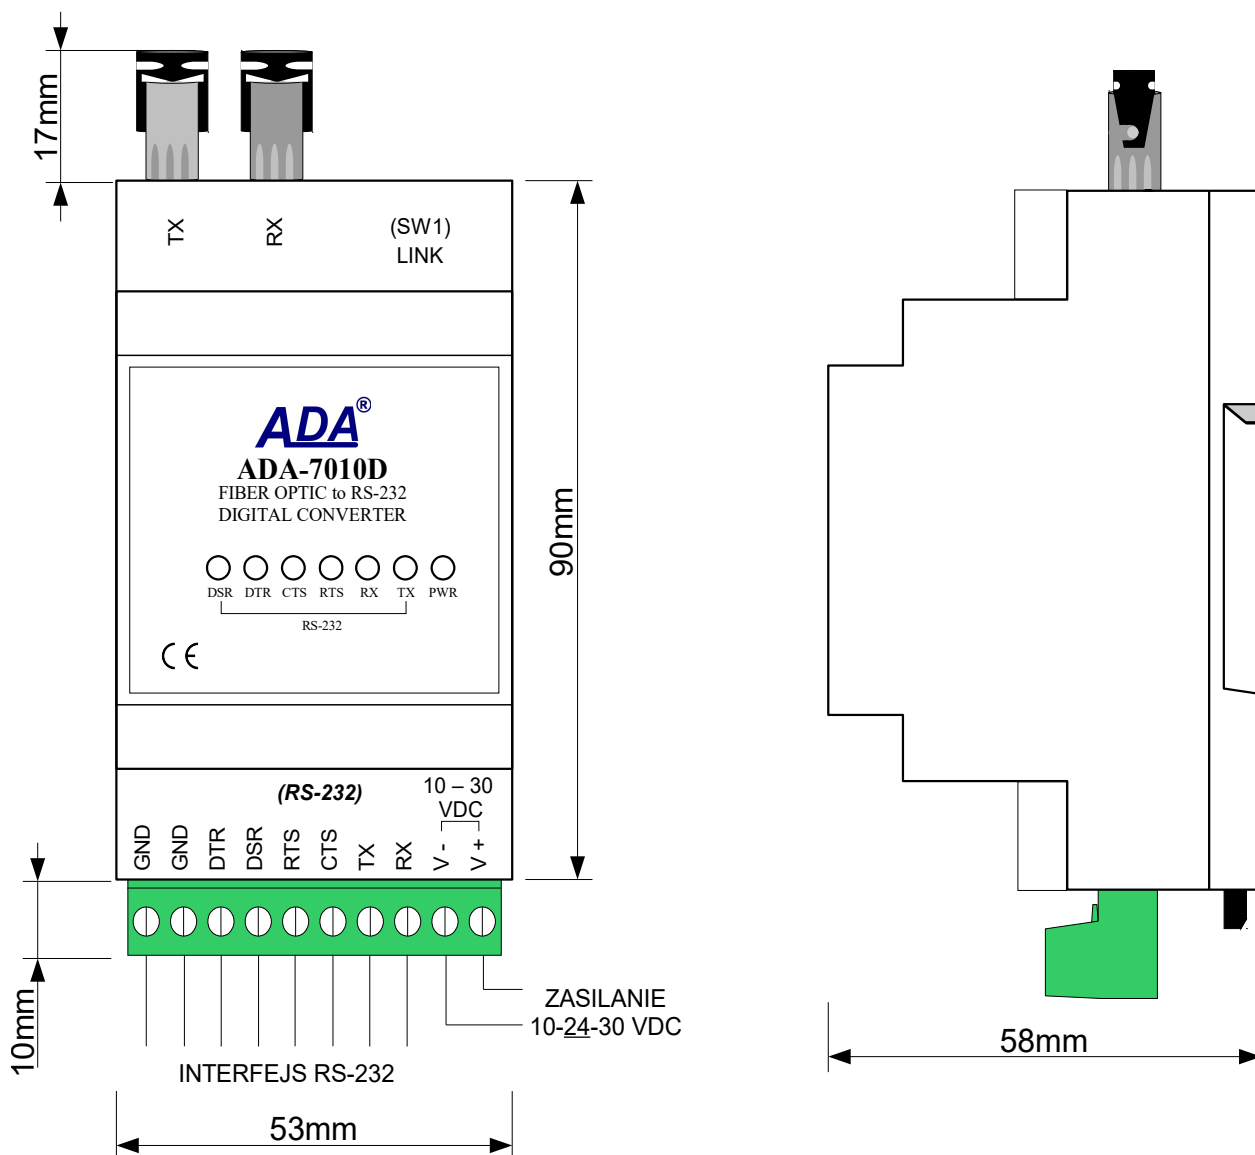 17mm
TX
RX
(SW1)
LINK
ADA®
ADA-7010D
FIBER OPTIC to RS-232
DIGITAL CONVERTER
DSR DTR CTS RTS RX TX PWR
RS-232
CE
90mm
(RS-232)
10 – 30
VDC
GND GND DTR DSR RTS CTS TX RX V - V +
10mm
ZASILANIE
10-24-30 VDC
INTERFEJS RS-232
53mm
58mm